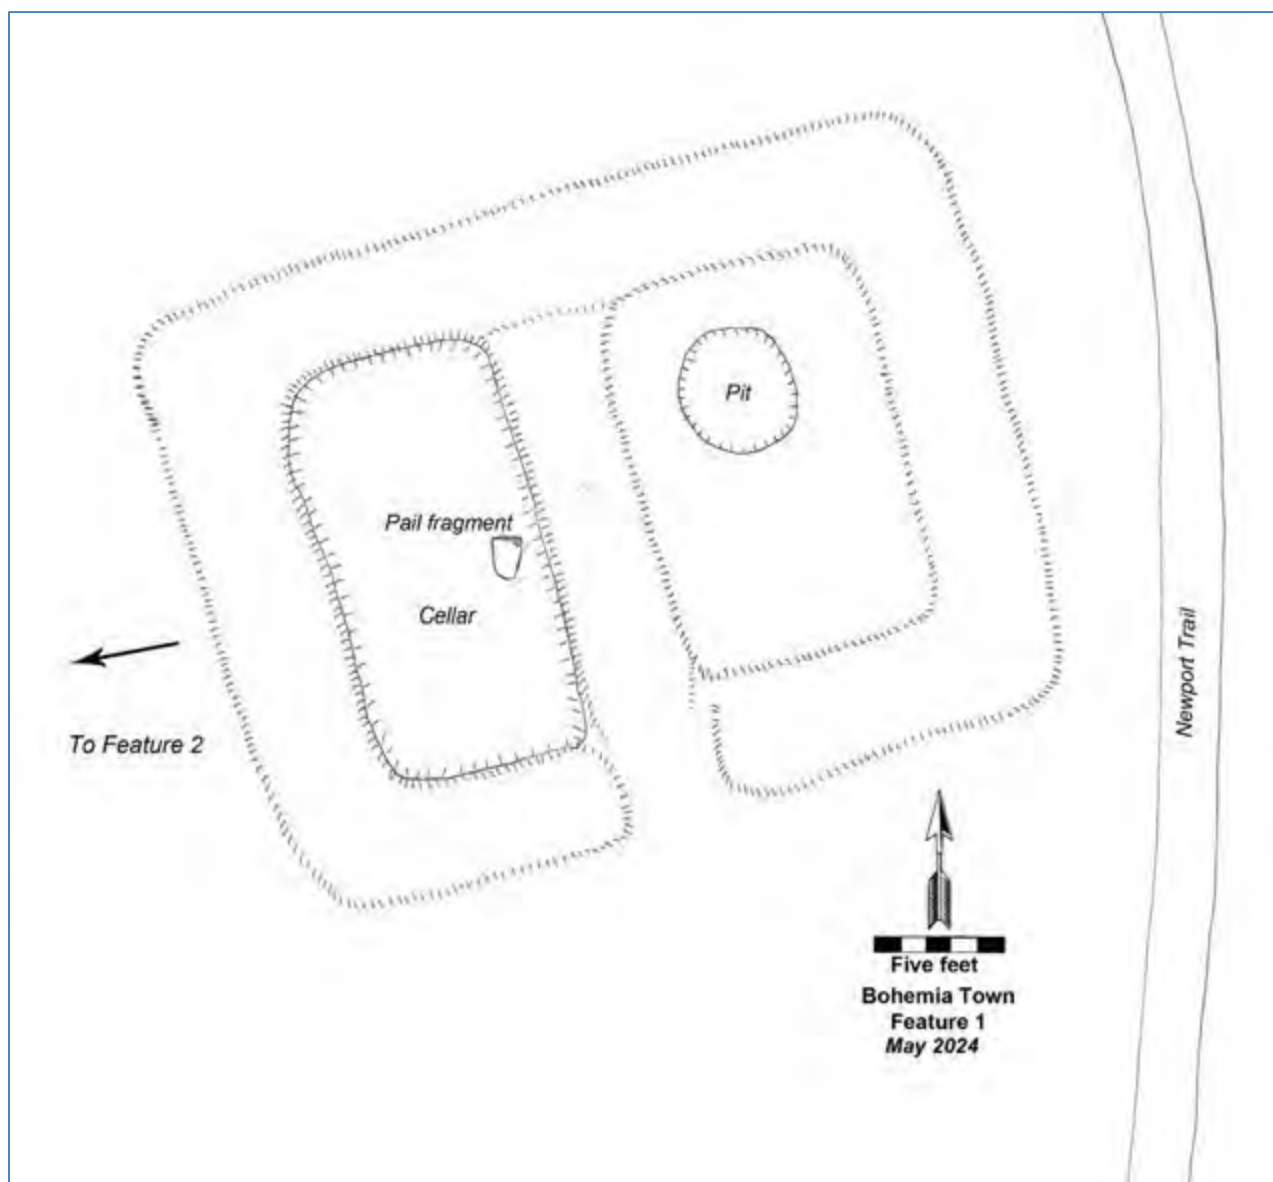 Pit
Pail fragment
Cellar
To Feature 2
Newport Trail
Five feet
Bohemia Town
Feature 1
May 2024